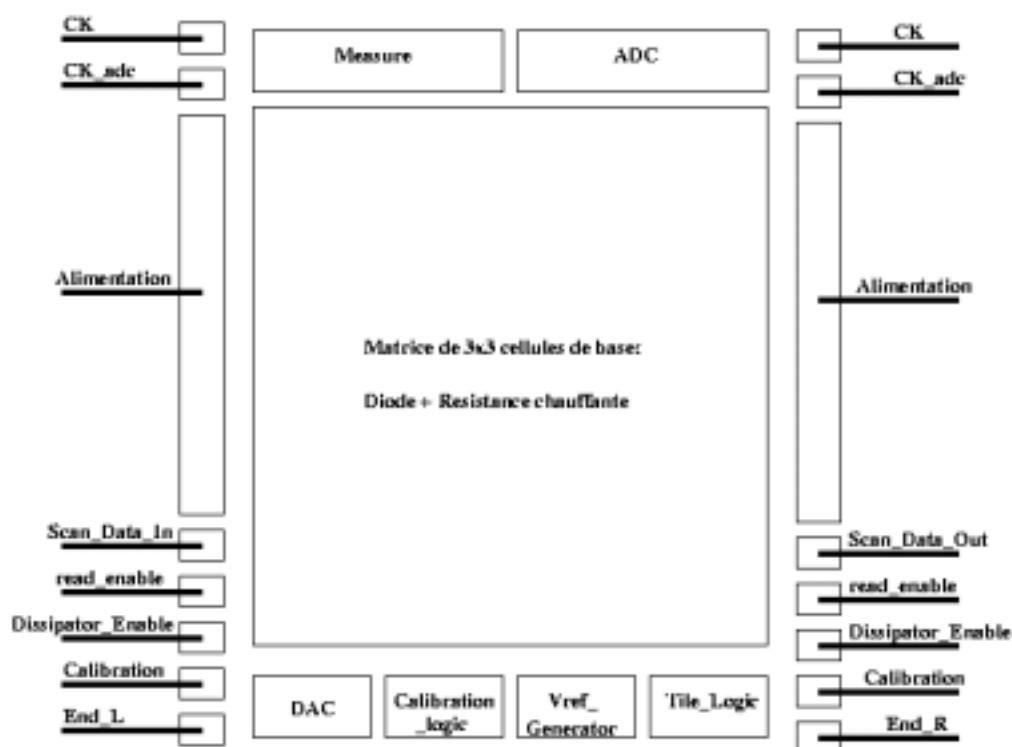 CK
CK_adc
Alimentation
Scan_Data_In
read_enable
Dissipator_Enable
Calibration
End_L
Measure
ADC
Matrice de 3x3 cellules de base:
Diode + Resistance chauffante
DAC
Calibration
_logic
Vref_
Generator
Tile_Logic
CK
CK_adc
Alimentation
Scan_Data_Out
read_enable
Dissipator_Enable
Calibration
End_R